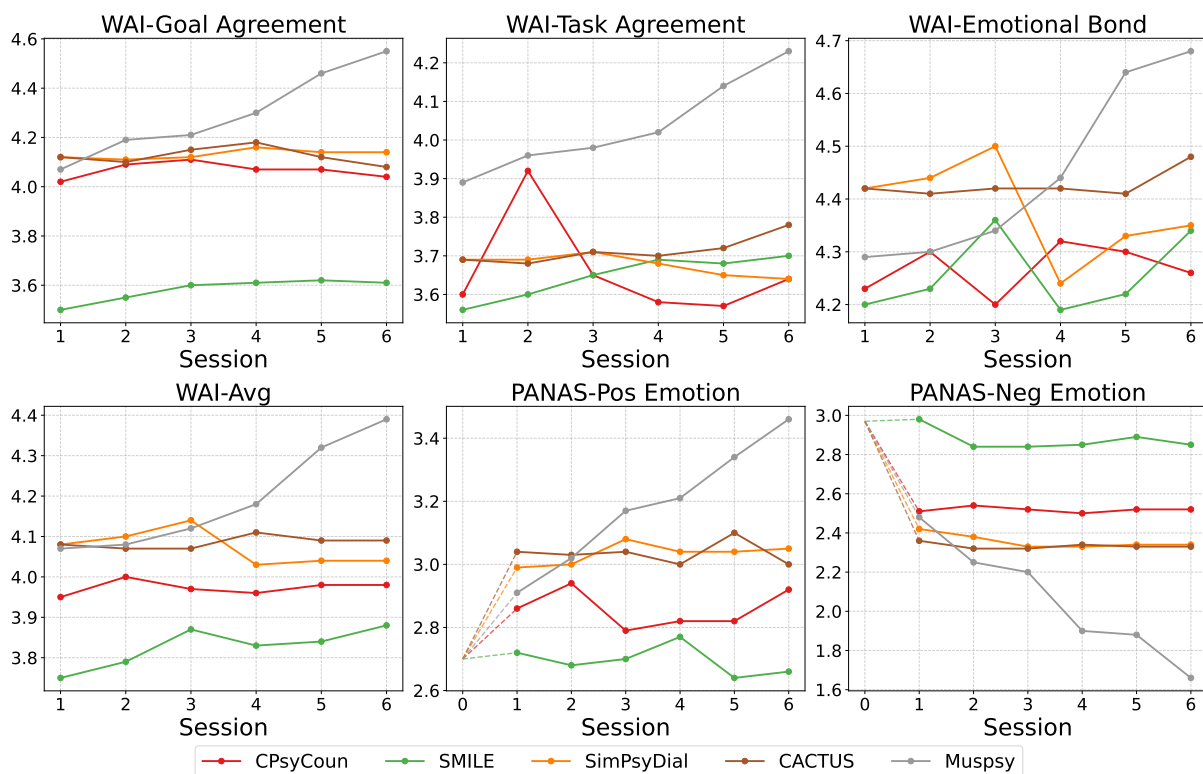 WAI-Goal Agreement
4.6
4.4
4.2
4.0
3.8
3.6
1 2 3 4 5 6
Session
WAI-Task Agreement
4.2
4.1
4.0
3.9
3.8
3.7
3.6
1 2 3 4 5 6
Session
WAI-Emotional Bond
4.7
4.6
4.5
4.4
4.3
4.2
1 2 3 4 5 6
Session
WAI-Avg
4.4
4.3
4.2
4.1
4.0
3.9
3.8
1 2 3 4 5 6
Session
PANAS-Pos Emotion
3.4
3.2
3.0
2.8
2.6
0 1 2 3 4 5 6
Session
PANAS-Neg Emotion
3.0
2.8
2.6
2.4
2.2
2.0
1.8
1.6
0 1 2 3 4 5 6
Session
CPsyCoun SMILE SimPsyDial CACTUS Muspsy